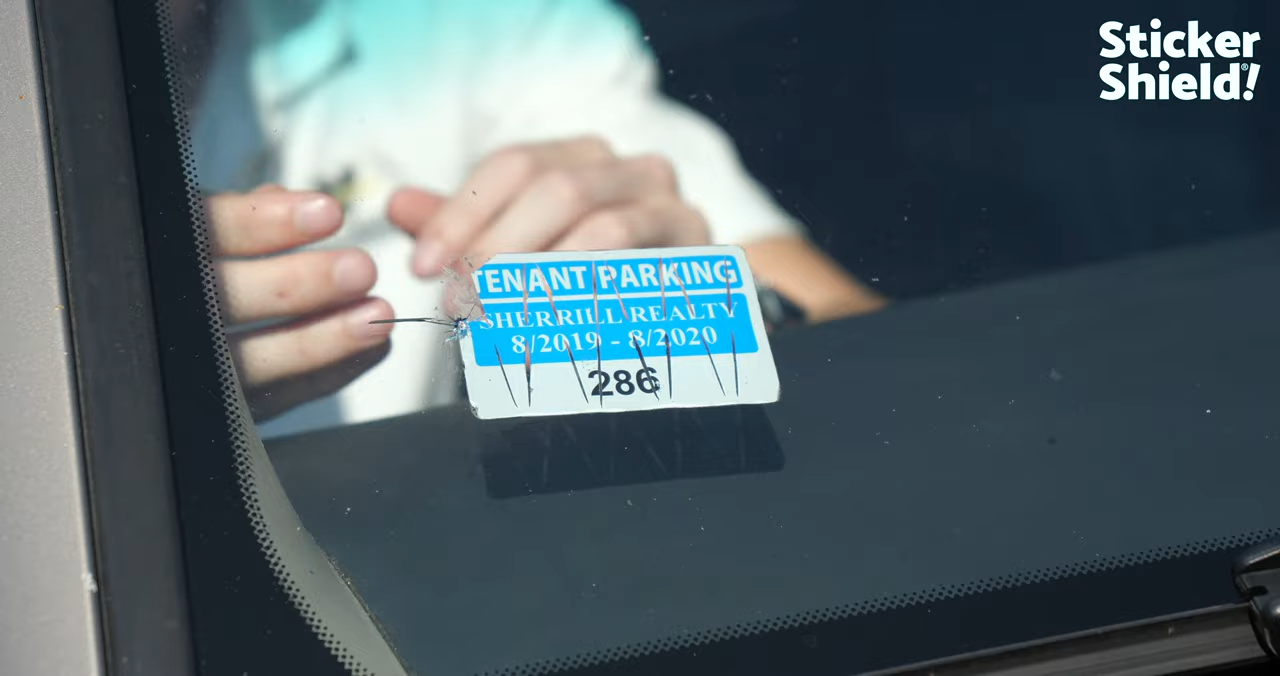 Sticker
Shield!®
TENANT PARKING
SHERRILL REALTY
8/2019 - 8/2020
286